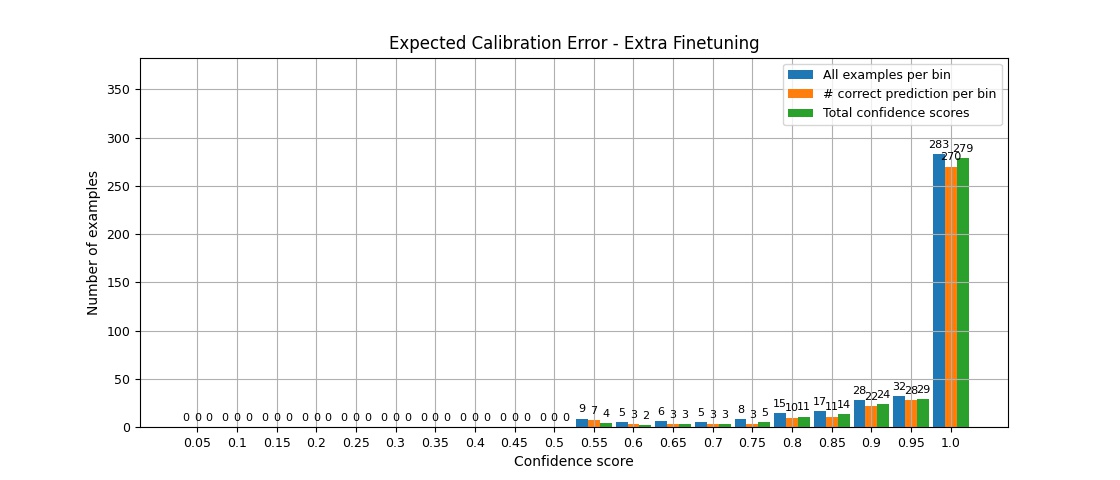 Expected Calibration Error - Extra Finetuning
All examples per bin
# correct prediction per bin
Total confidence scores
350
300
250
200
150
100
50
0
Number of examples
283 270 279
0 0 0 0 0 0 0 0 0 0 0 0 0 0 0 0 0 0 0 0 0 0 0 0 0 0 0 0 0 0 9 7 4 5 3 2 6 3 3 5 3 3 8 3 5 15 10 11 17 11 14 28 22 24 32 28 29
0.05 0.1 0.15 0.2 0.25 0.3 0.35 0.4 0.45 0.5 0.55 0.6 0.65 0.7 0.75 0.8 0.85 0.9 0.95 1.0
Confidence score